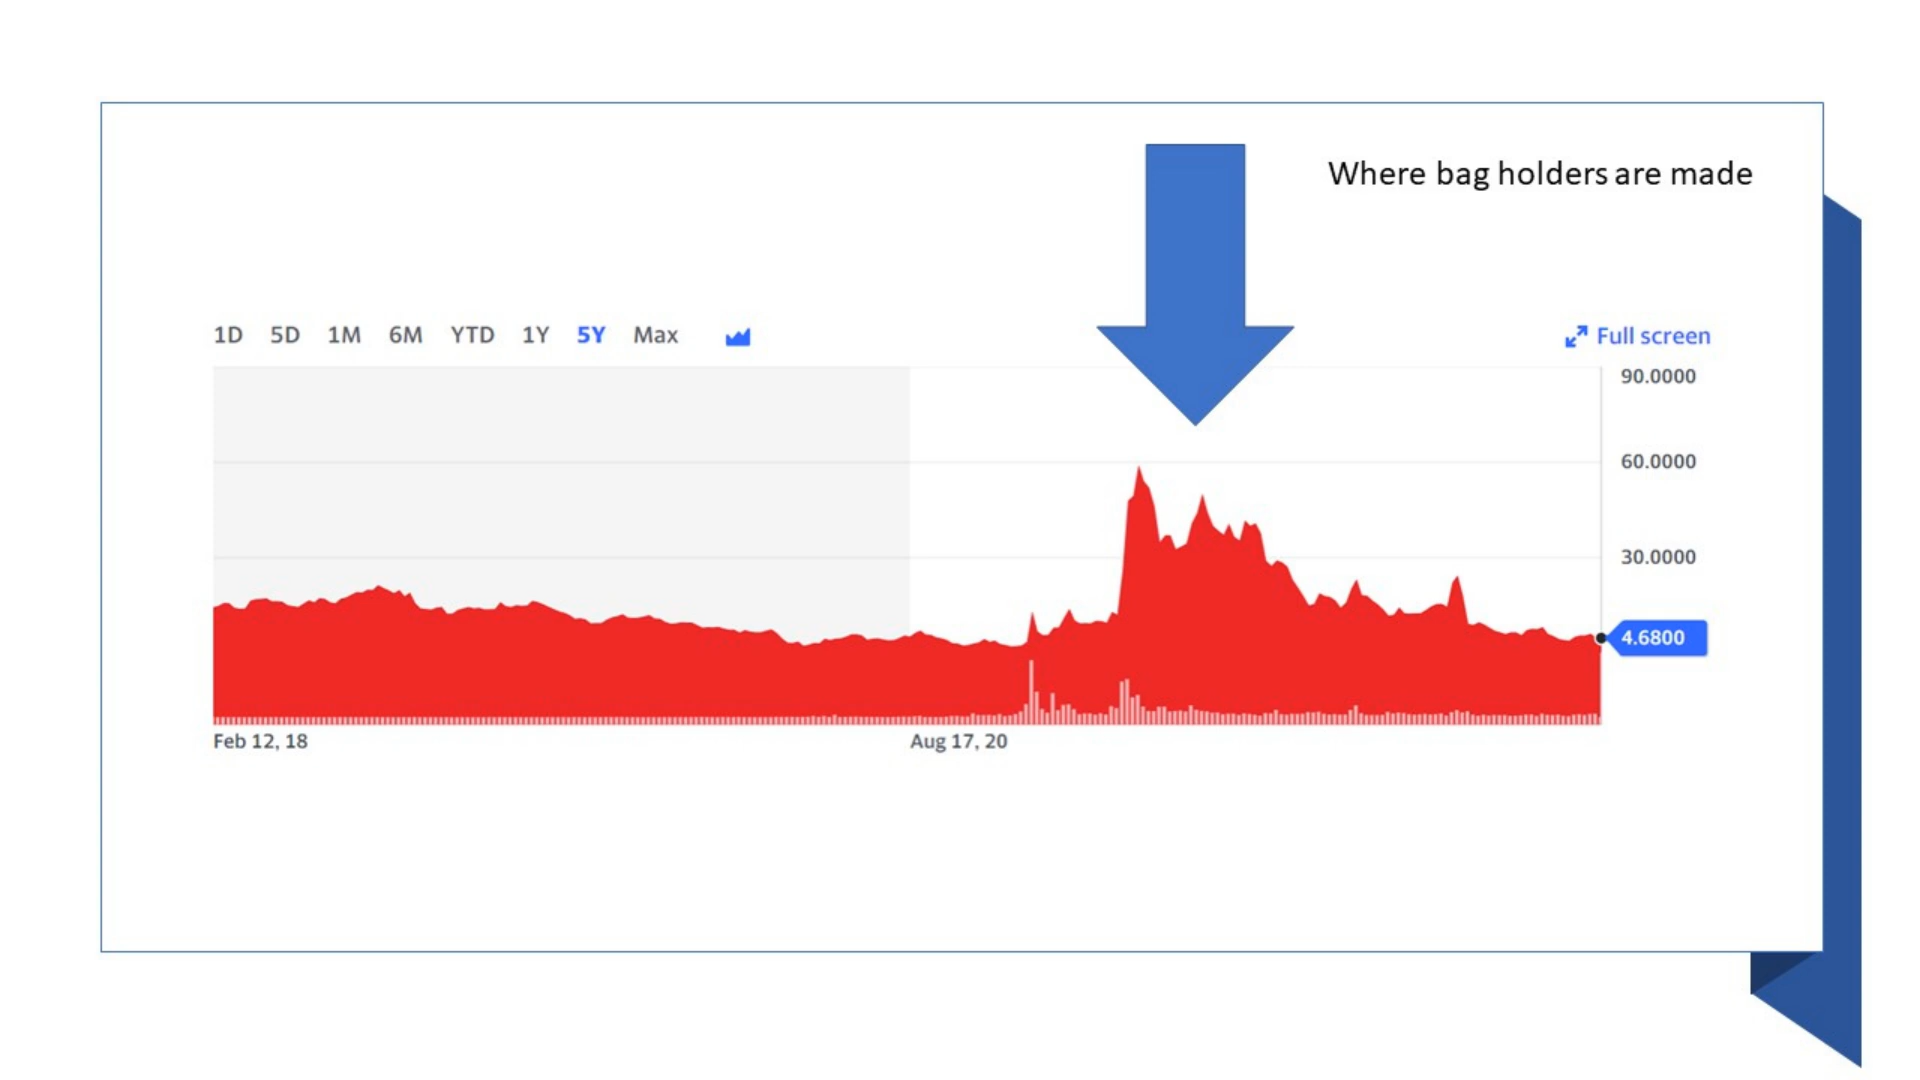 Where bag holders are made
1D 5D 1M 6M YTD 1Y 5Y Max
Full screen
90.0000
60.0000
30.0000
4.6800
Feb 12, 18
Aug 17, 20